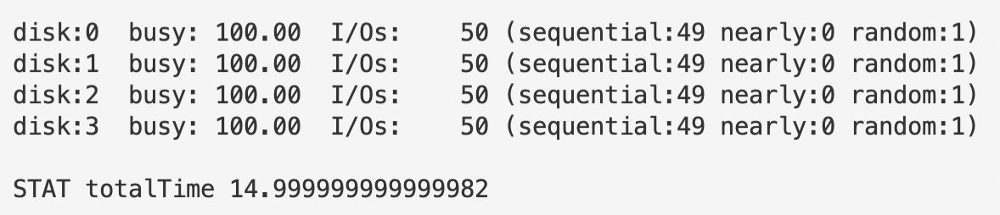 disk:0  busy: 100.00  I/Os:    50 (sequential:49 nearly:0 random:1)
disk:1  busy: 100.00  I/Os:    50 (sequential:49 nearly:0 random:1)
disk:2  busy: 100.00  I/Os:    50 (sequential:49 nearly:0 random:1)
disk:3  busy: 100.00  I/Os:    50 (sequential:49 nearly:0 random:1)

STAT totalTime 14.999999999999982